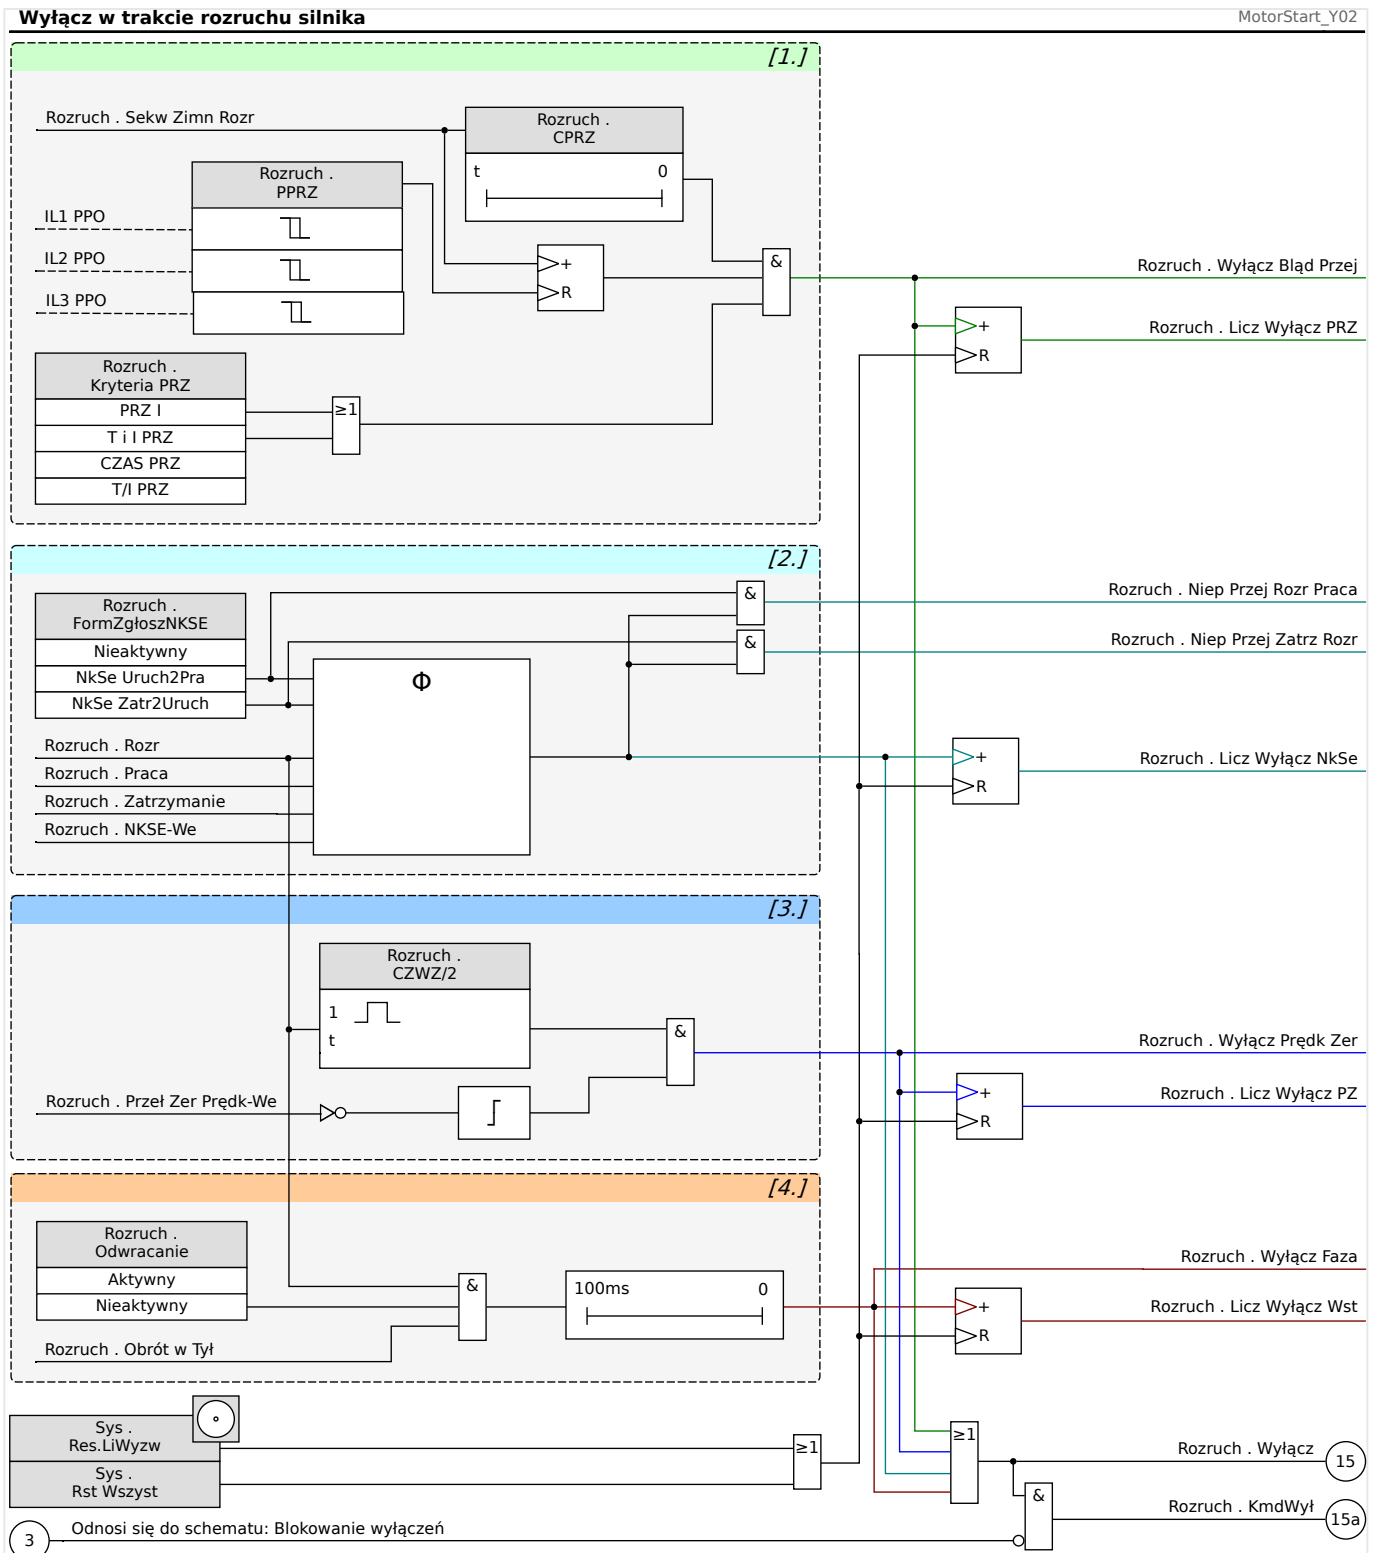 Wyłącz w trakcie rozruchu silnika
MotorStart_Y02
[1.]
Rozruch . Sekw Zimn Rozr
Rozruch .
CPRZ
t 0
Rozruch .
PPRZ
IL1 PPO
IL2 PPO
IL3 PPO
+
R
&
Rozruch . Wyłącz Bląd Przej
Rozruch . Licz Wyłącz PRZ
+
R
Rozruch .
Kryteria PRZ
PRZ I
T i I PRZ
CZAS PRZ
T/I PRZ
≥1
[2.]
Rozruch .
FormZgłoszNKSE
Nieaktywny
NkSe Uruch2Pra
NkSe Zatr2Uruch
Φ
&
&
Rozruch . Niep Przej Rozr Praca
Rozruch . Niep Przej Zatrz Rozr
Rozruch . Rozr
Rozruch . Praca
Rozruch . Zatrzymanie
Rozruch . NKSE-We
+
R
Rozruch . Licz Wyłącz NkSe
[3.]
Rozruch .
CZWZ/2
1
t
&
Rozruch . Przeł Zer Prędk-We
Rozruch . Wyłącz Prędk Zer
+
R
Rozruch . Licz Wyłącz PZ
[4.]
Rozruch .
Odwracanie
Aktywny
Nieaktywny
Rozruch . Obrót w Tył
&
100ms 0
Rozruch . Wyłącz Faza
+
R
Rozruch . Licz Wyłącz Wst
Sys .
Res.LiWyzw
Sys .
Rst Wszyst
≥1
≥1
Rozruch . Wyłącz
15
&
Rozruch . KmdWył
15a
3
Odnosi się do schematu: Blokowanie wyłączeń